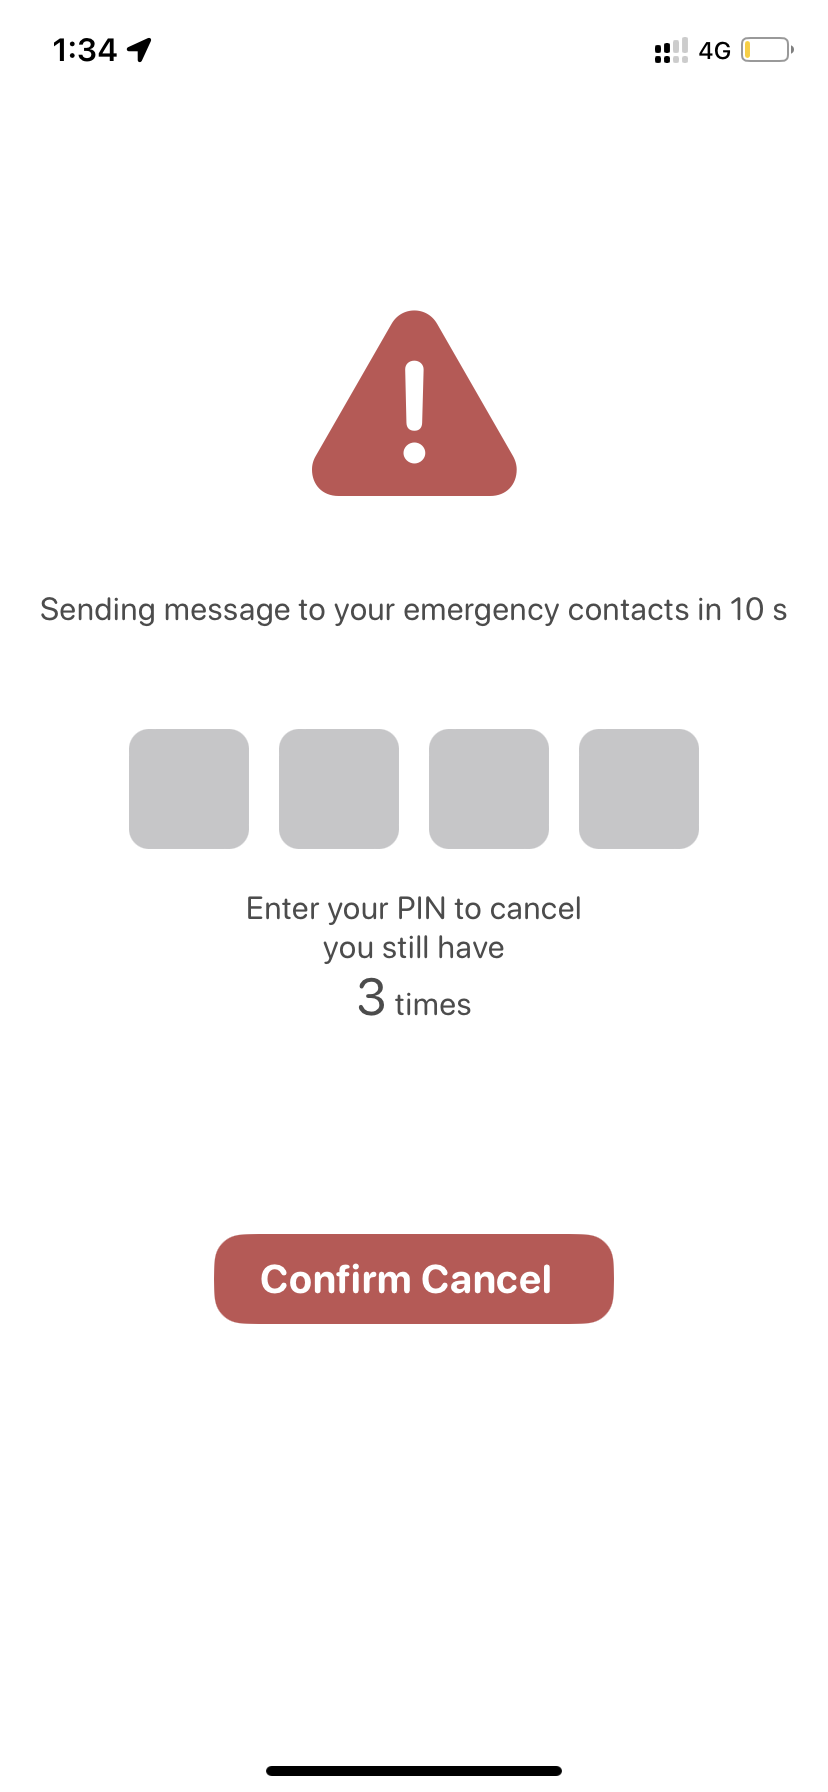 1:34 4G
Sending message to your emergency contacts in 10 s
Enter your PIN to cancel
you still have
3 times
Confirm Cancel